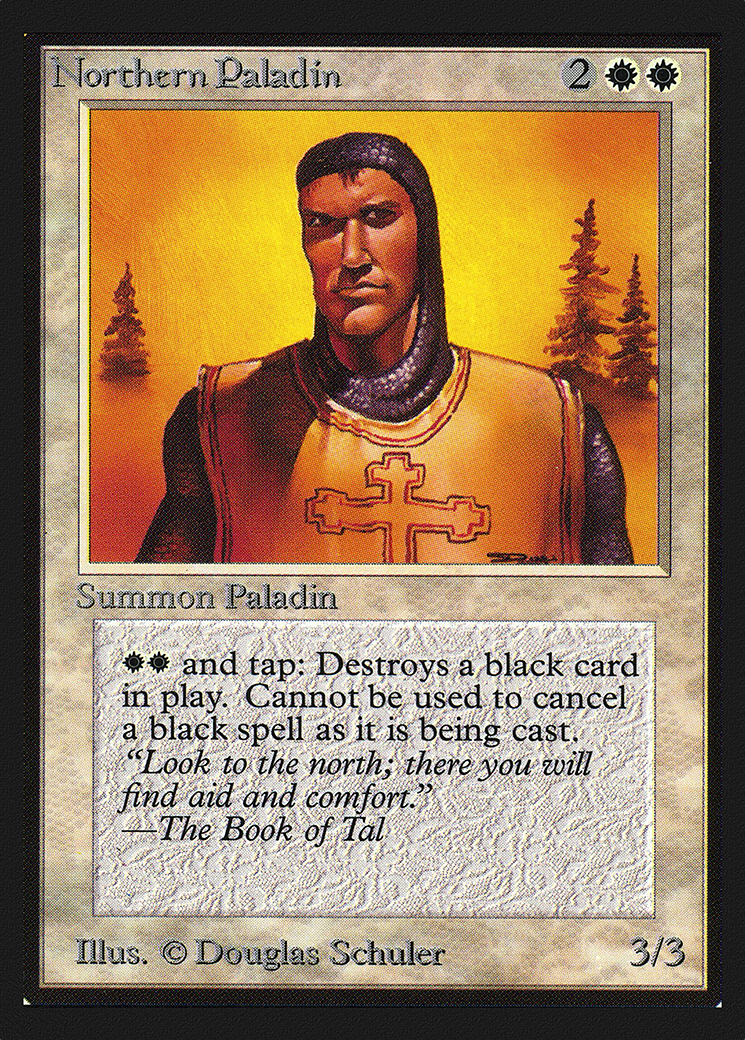 Northern Paladin 2
Summon Paladin
and tap: Destroys a black card
in play. Cannot be used to cancel
a black spell as it is being cast.
“Look to the north; there you will
find aid and comfort.”
—The Book of Tal
Illus. © Douglas Schuler 3/3